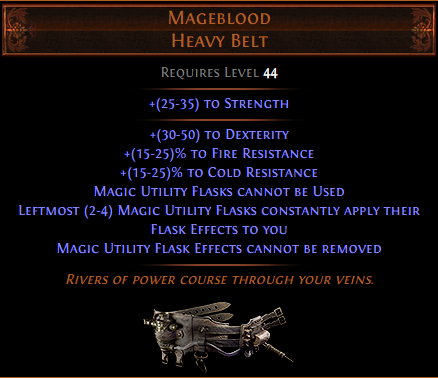 Mageblood
Heavy Belt
Requires Level 44
+(25-35) to Strength
+(30-50) to Dexterity
+(15-25)% to Fire Resistance
+(15-25)% to Cold Resistance
Magic Utility Flasks cannot be Used
Leftmost (2-4) Magic Utility Flasks constantly apply their
Flask Effects to you
Magic Utility Flask Effects cannot be removed
Rivers of power course through your veins.